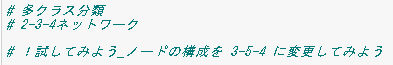 # 多クラス分類
# 2-3-4ネットワーク
# ！試してみよう_ノードの構成を 3-5-4 に変更してみよう